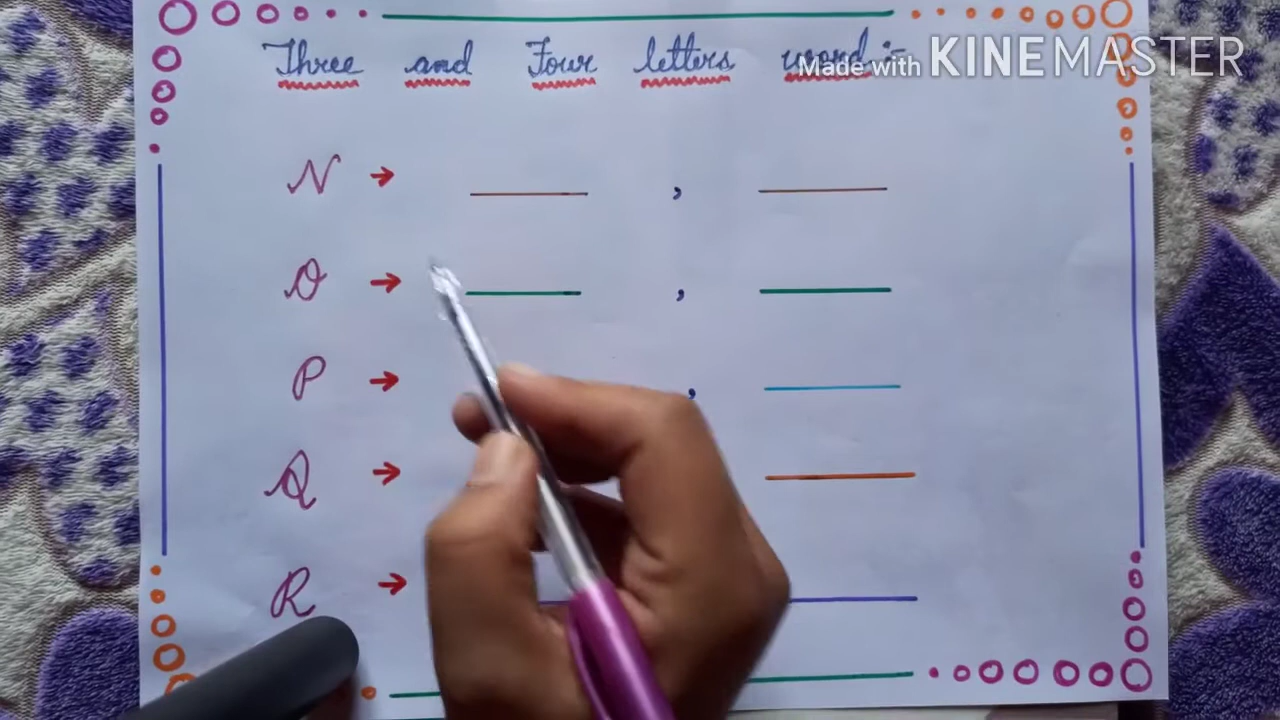 Three and Four letters word :-
Made with KINEMASTER
N → ,
O → ,
P → ,
Q →
R →